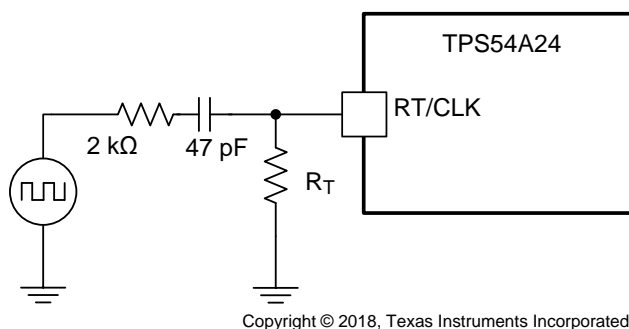 TPS54A24
RT/CLK
2 kΩ
47 pF
RT
Copyright © 2018, Texas Instruments Incorporated